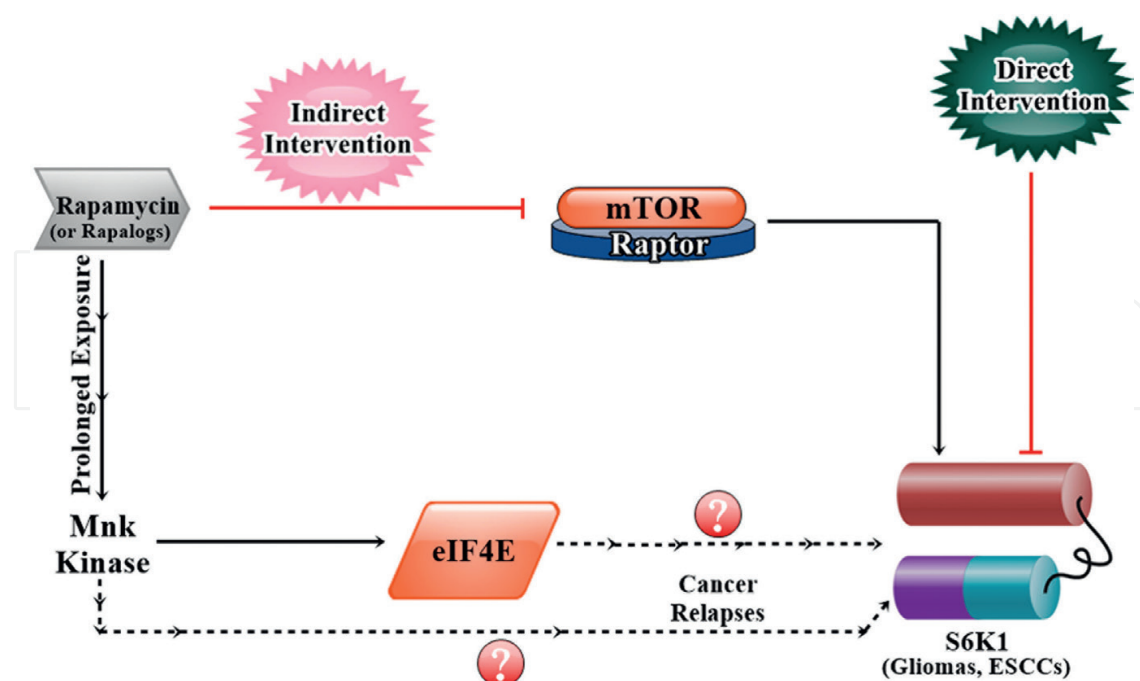 Indirect
Intervention
Direct
Intervention
Rapamycin
(or Rapalogs)
mTOR
Raptor
Prolonged Exposure
Mnk
Kinase
eIF4E
?
Cancer
Relapses
?
S6K1
(Gliomas, ESCCs)